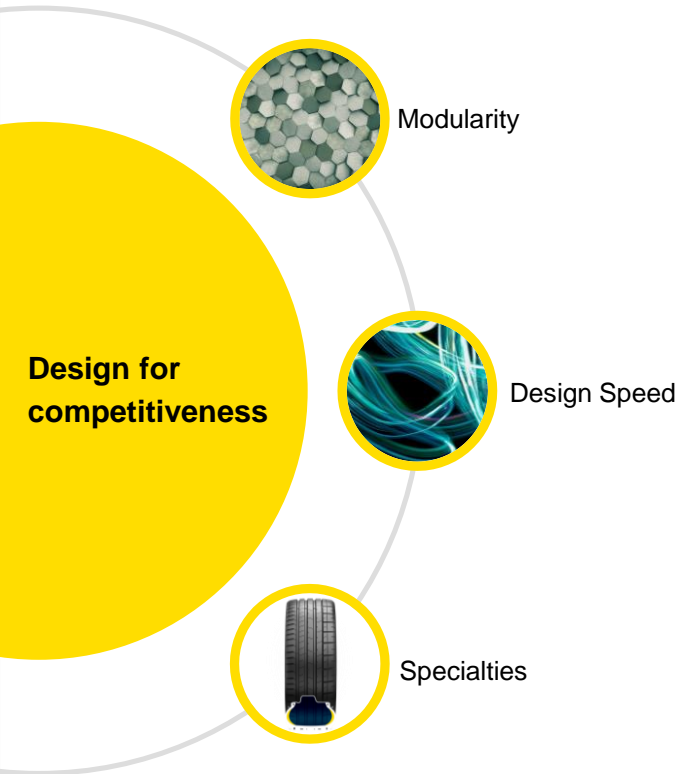 Modularity
Design for
competitiveness
Design Speed
Specialties